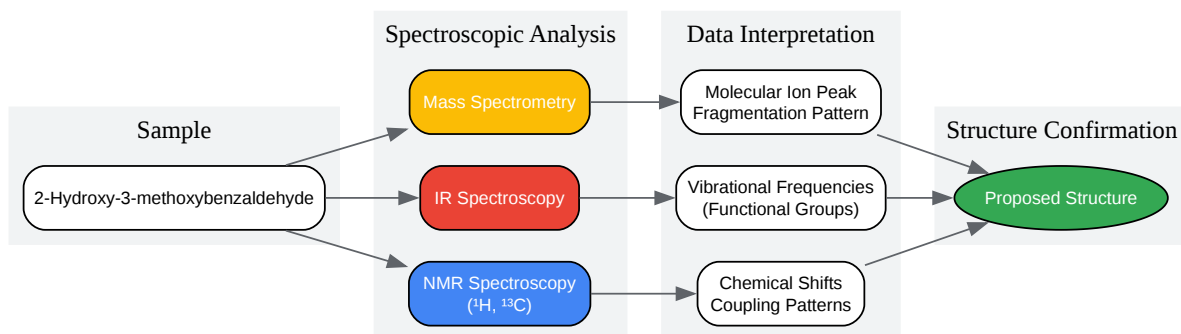 Sample
2-Hydroxy-3-methoxybenzaldehyde
Spectroscopic Analysis
Mass Spectrometry
IR Spectroscopy
NMR Spectroscopy
(¹H, ¹³C)
Data Interpretation
Molecular Ion Peak
Fragmentation Pattern
Vibrational Frequencies
(Functional Groups)
Chemical Shifts
Coupling Patterns
Structure Confirmation
Proposed Structure